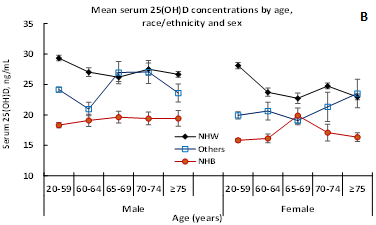 Mean serum 25(OH)D concentrations by age,
race/ethnicity and sex
B
Serum 25(OH)D, ng/mL
35
30
25
20
15
10
5
0
NHW
Others
NHB
20-59 60-64 65-69 70-74 ≥75 20-59 60-64 65-69 70-74 ≥75
Male Female
Age (years)